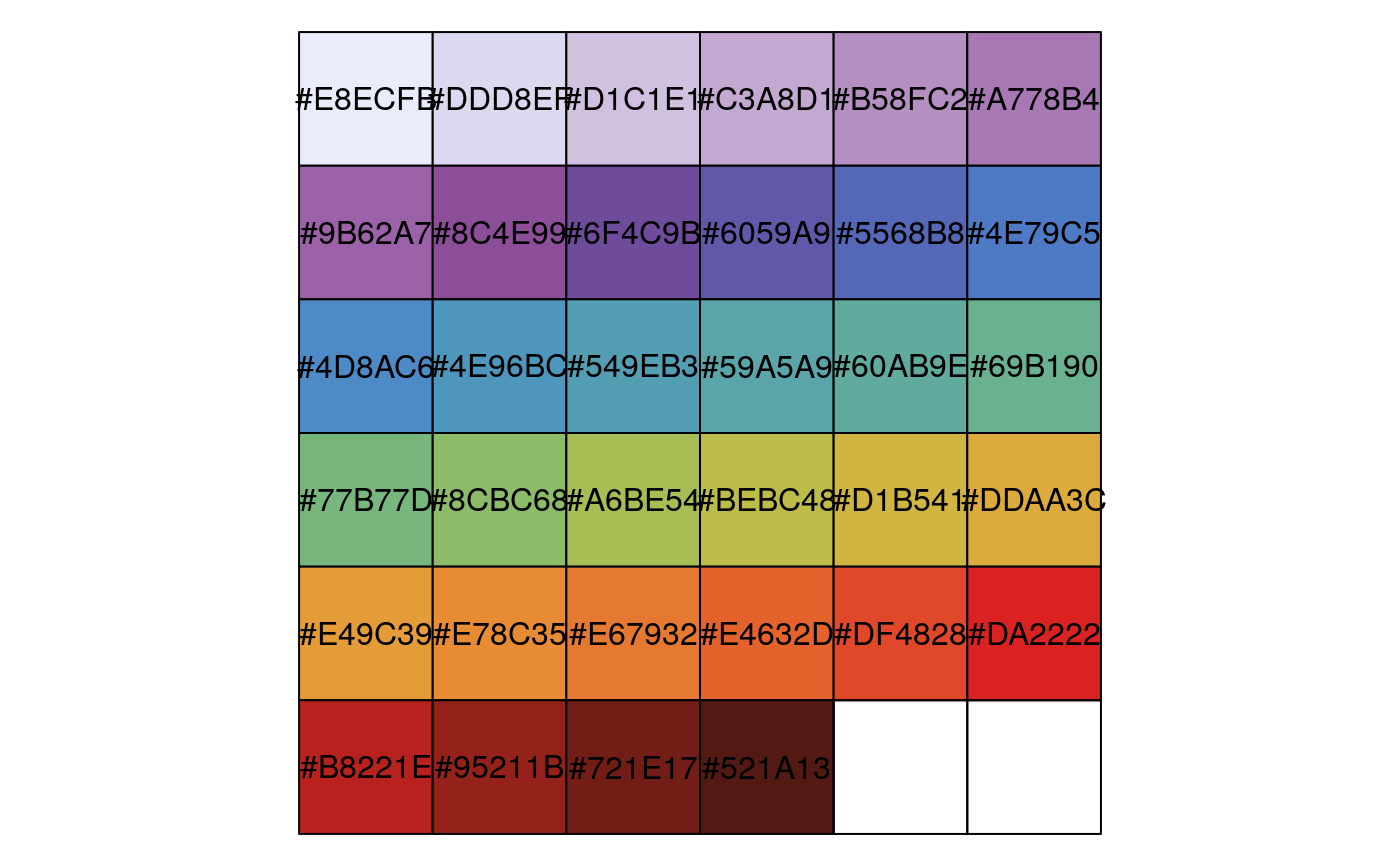 #E8ECFB #DDD8EF #D1C1E1 #C3A8D1 #B58FC2 #A778B4
#9B62A7 #8C4E99 #6F4C9B #6059A9 #5568B8 #4E79C5
#4D8AC6 #4E96BC #549EB3 #59A5A9 #60AB9E #69B190
#77B77D #8CBC68 #A6BE54 #BEBC48 #D1B541 #DDAA3C
#E49C39 #E78C35 #E67932 #E4632D #DF4828 #DA2222
#B8221E #95211B #721E17 #521A13